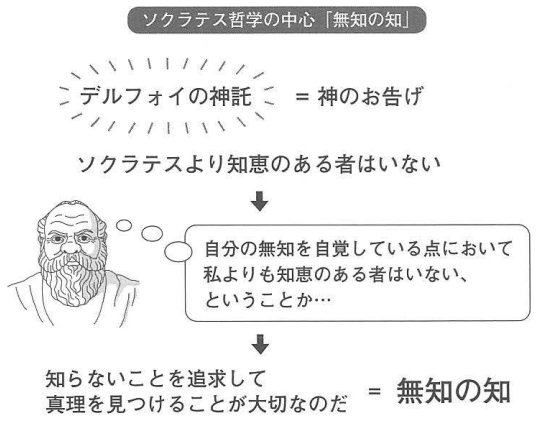 ソクラテス哲学の中心「無知の知」
デルフォイの神託 = 神のお告げ
ソクラテスより知恵のある者はいない
自分の無知を自覚している点において
私よりも知恵のある者はいない、
ということか…
知らないことを追求して
真理を見つけることが大切なのだ
= 無知の知